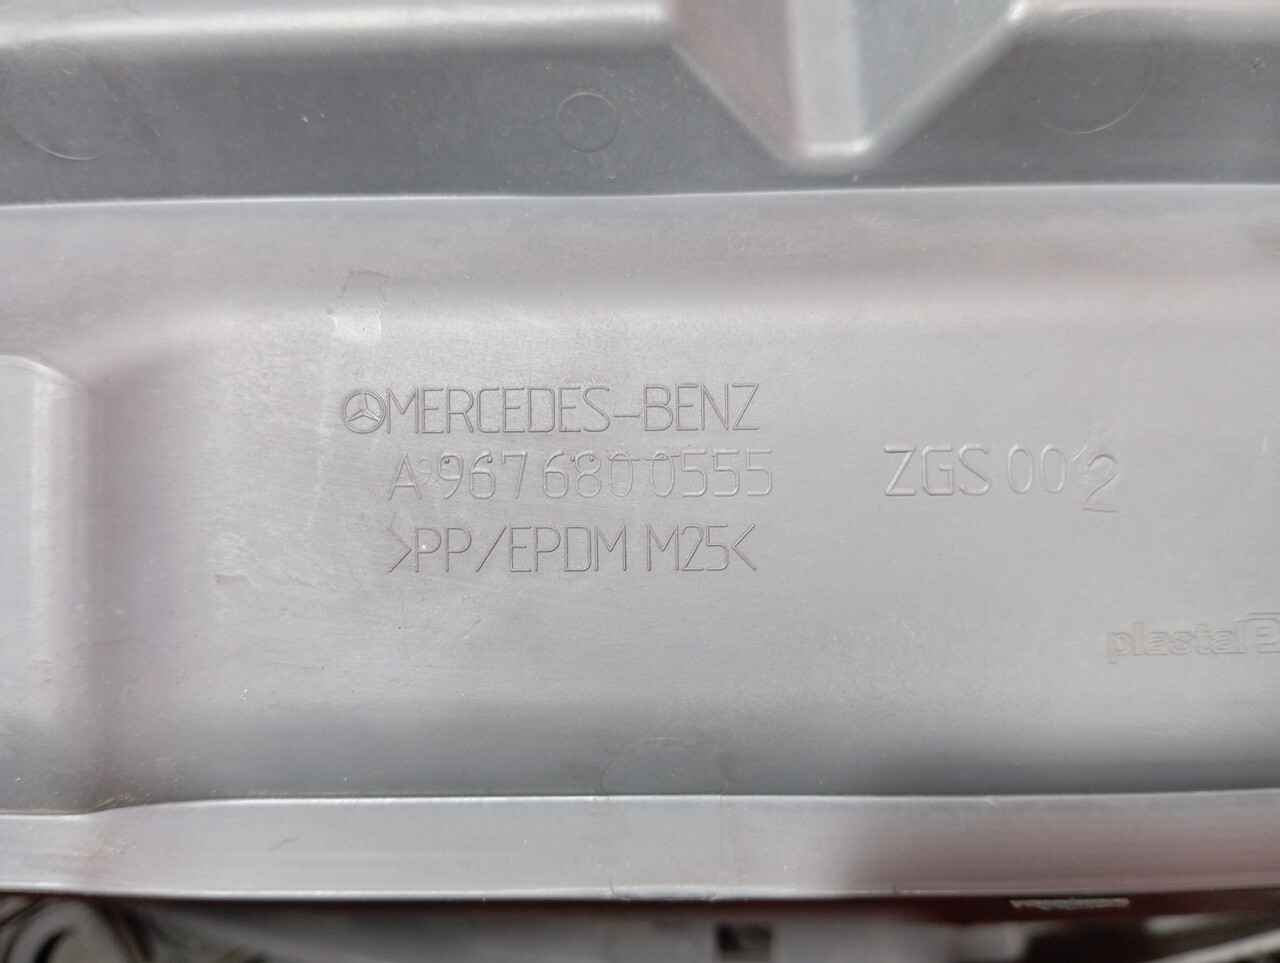 MERCEDES-BENZ
A 967 680 0555
ZGS 002
>PP/EPDM M25<
plastal